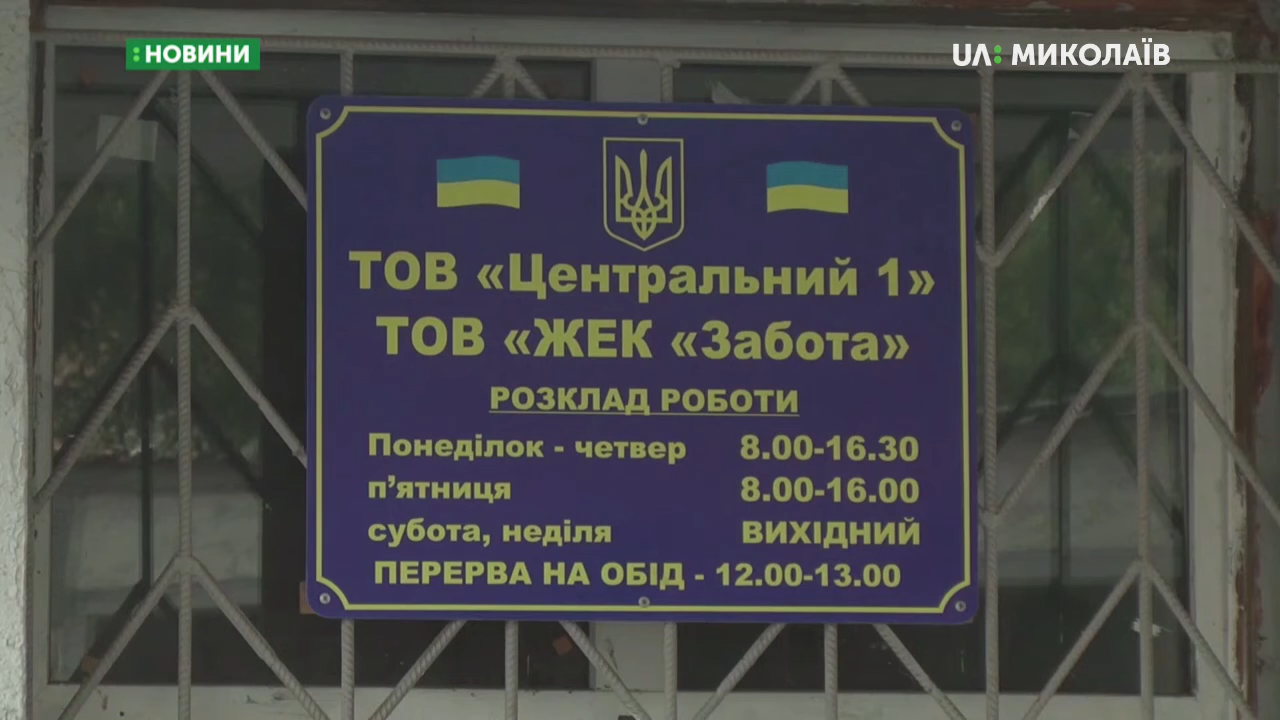 :НОВИНИ
UA: МИКОЛАЇВ
ТОВ «Центральний 1»
ТОВ «ЖЕК «Забота»
РОЗКЛАД РОБОТИ
Понеділок - четвер 8.00-16.30
п’ятниця 8.00-16.00
субота, неділя ВИХІДНИЙ
ПЕРЕРВА НА ОБІД - 12.00-13.00